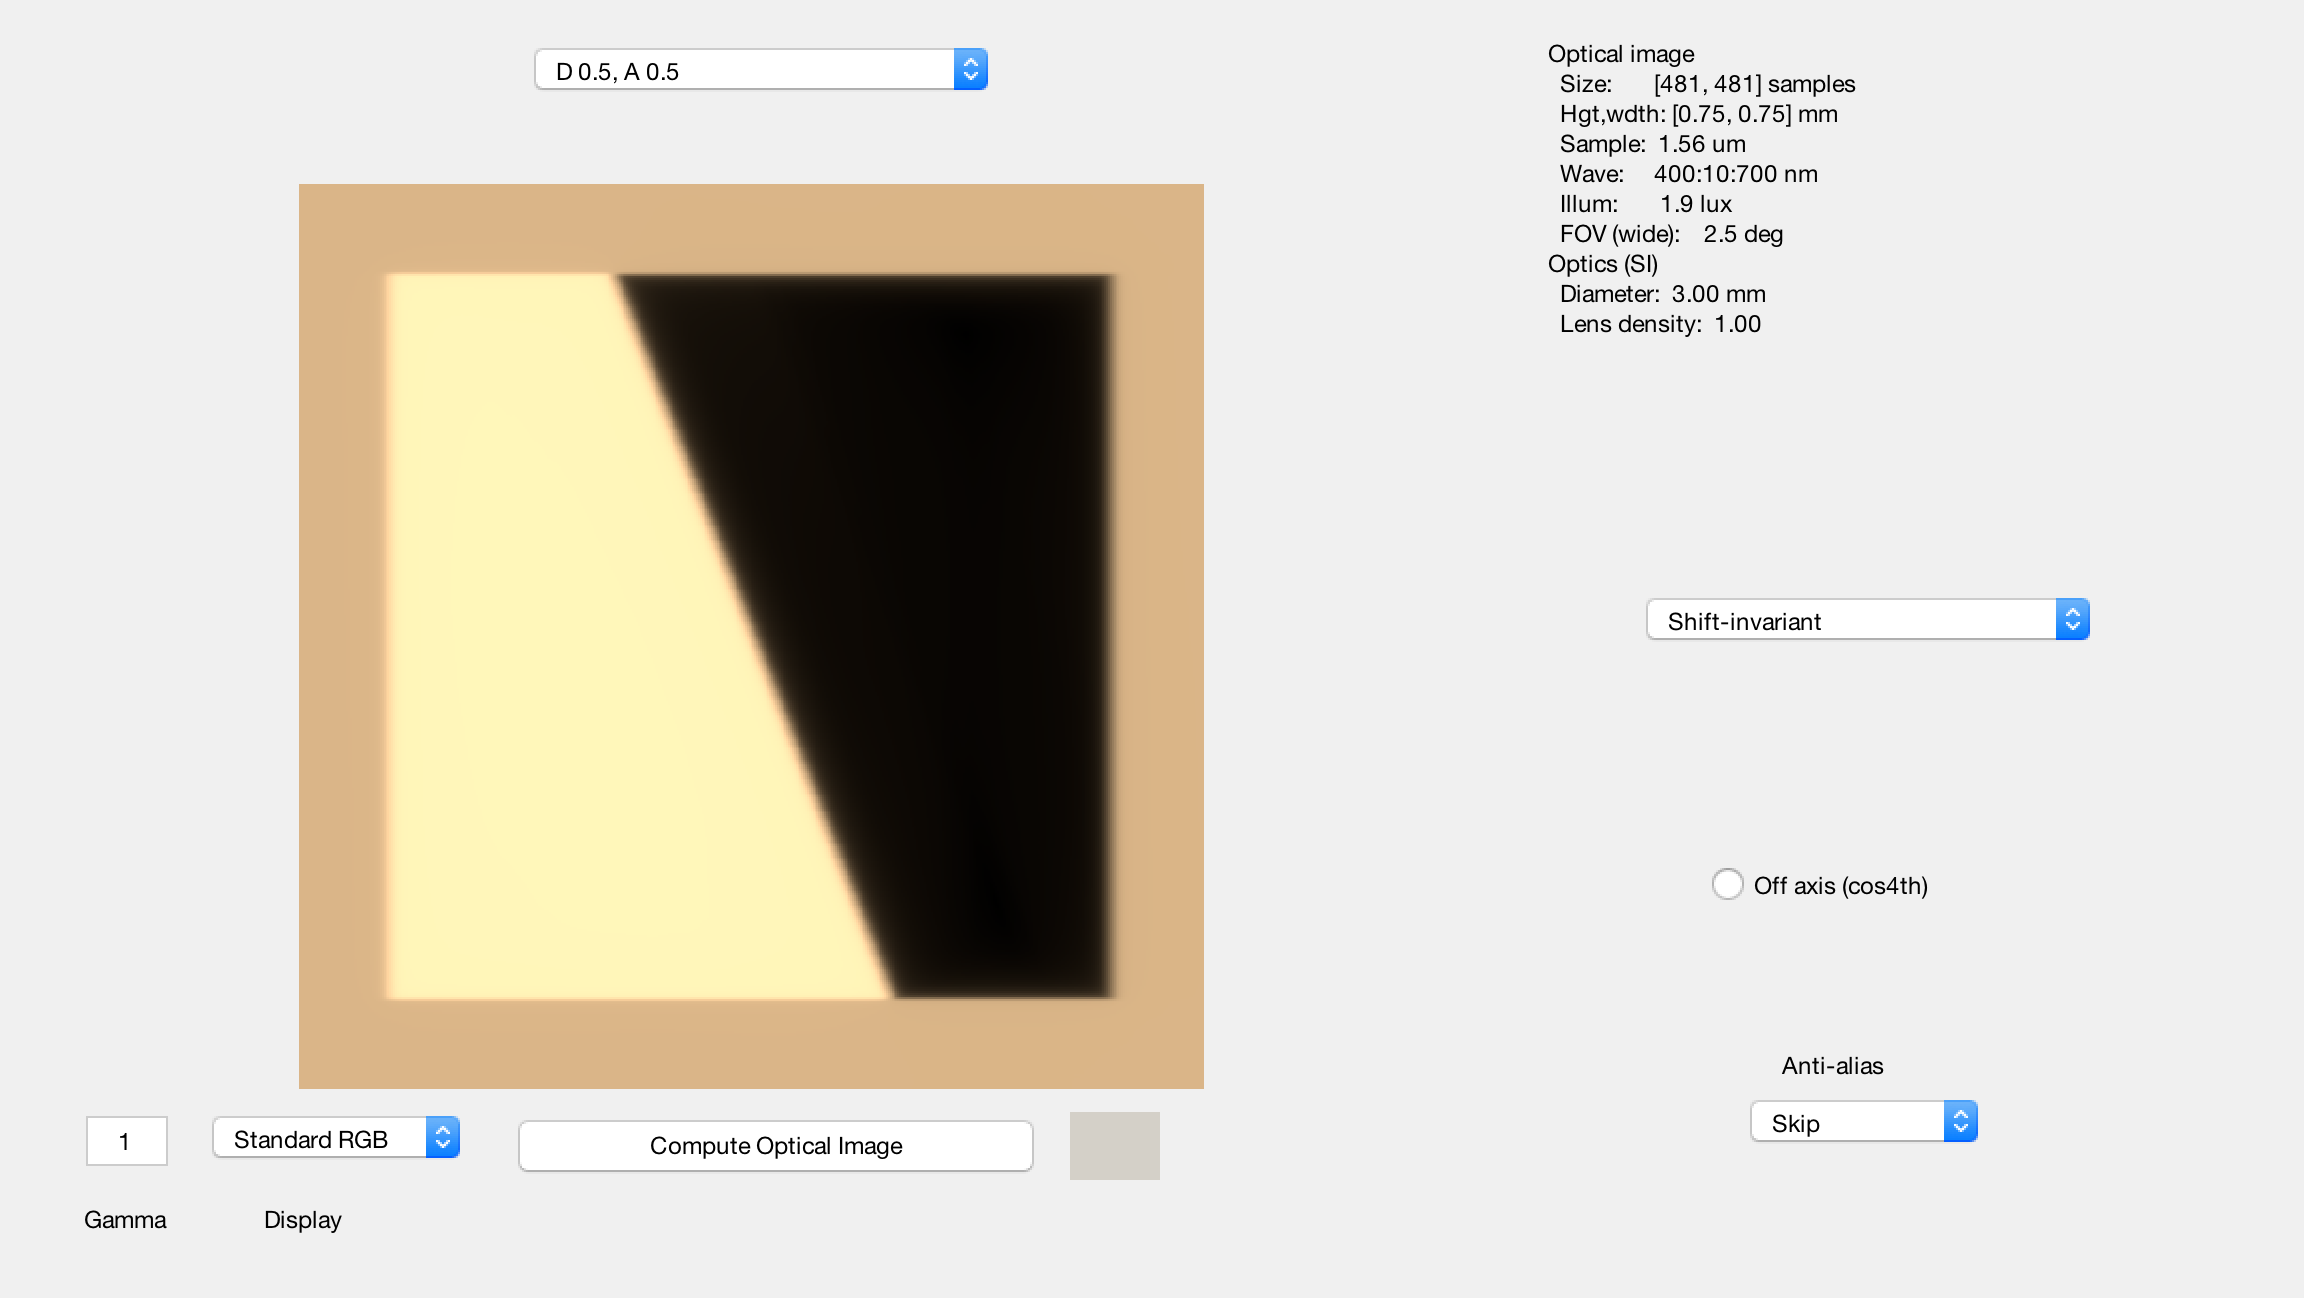 D 0.5, A 0.5
Optical image
Size: [481, 481] samples
Hgt,wdth: [0.75, 0.75] mm
Sample: 1.56 um
Wave: 400:10:700 nm
Illum: 1.9 lux
FOV (wide): 2.5 deg
Optics (SI)
Diameter: 3.00 mm
Lens density: 1.00
Shift-invariant
Off axis (cos4th)
Anti-alias
Skip
1
Standard RGB
Compute Optical Image
Gamma
Display